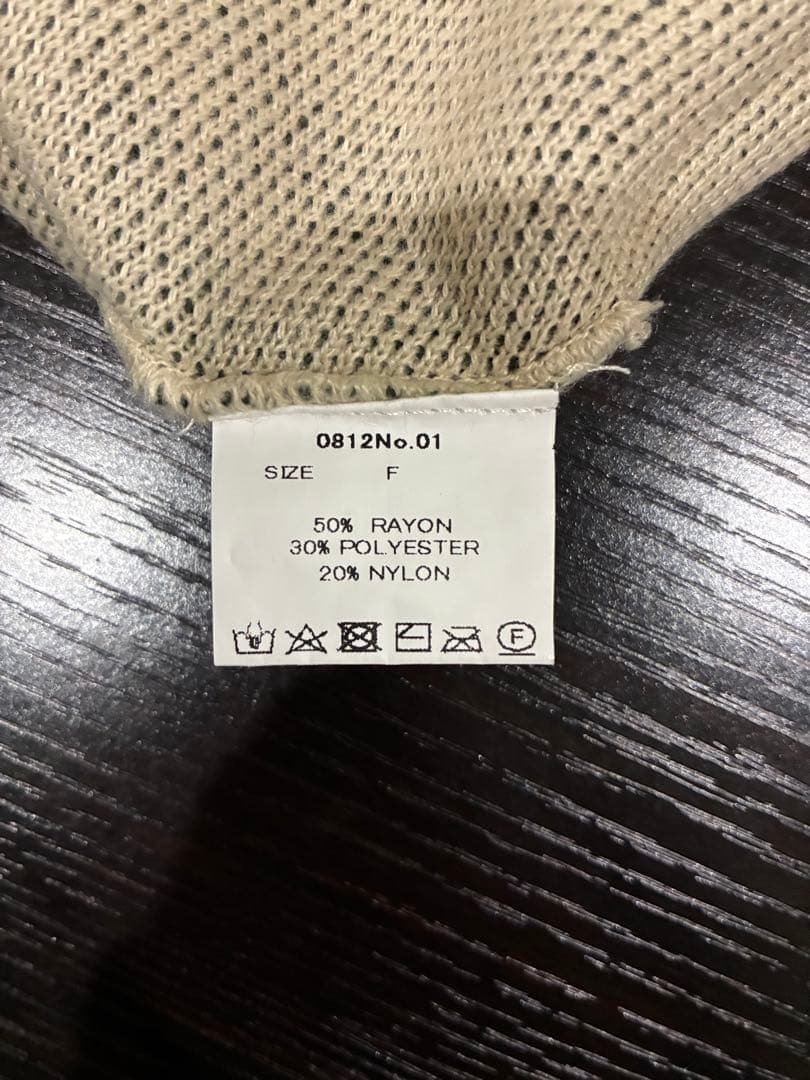 0812No.01
SIZE F
50% RAYON
30% POLYESTER
20% NYLON
F